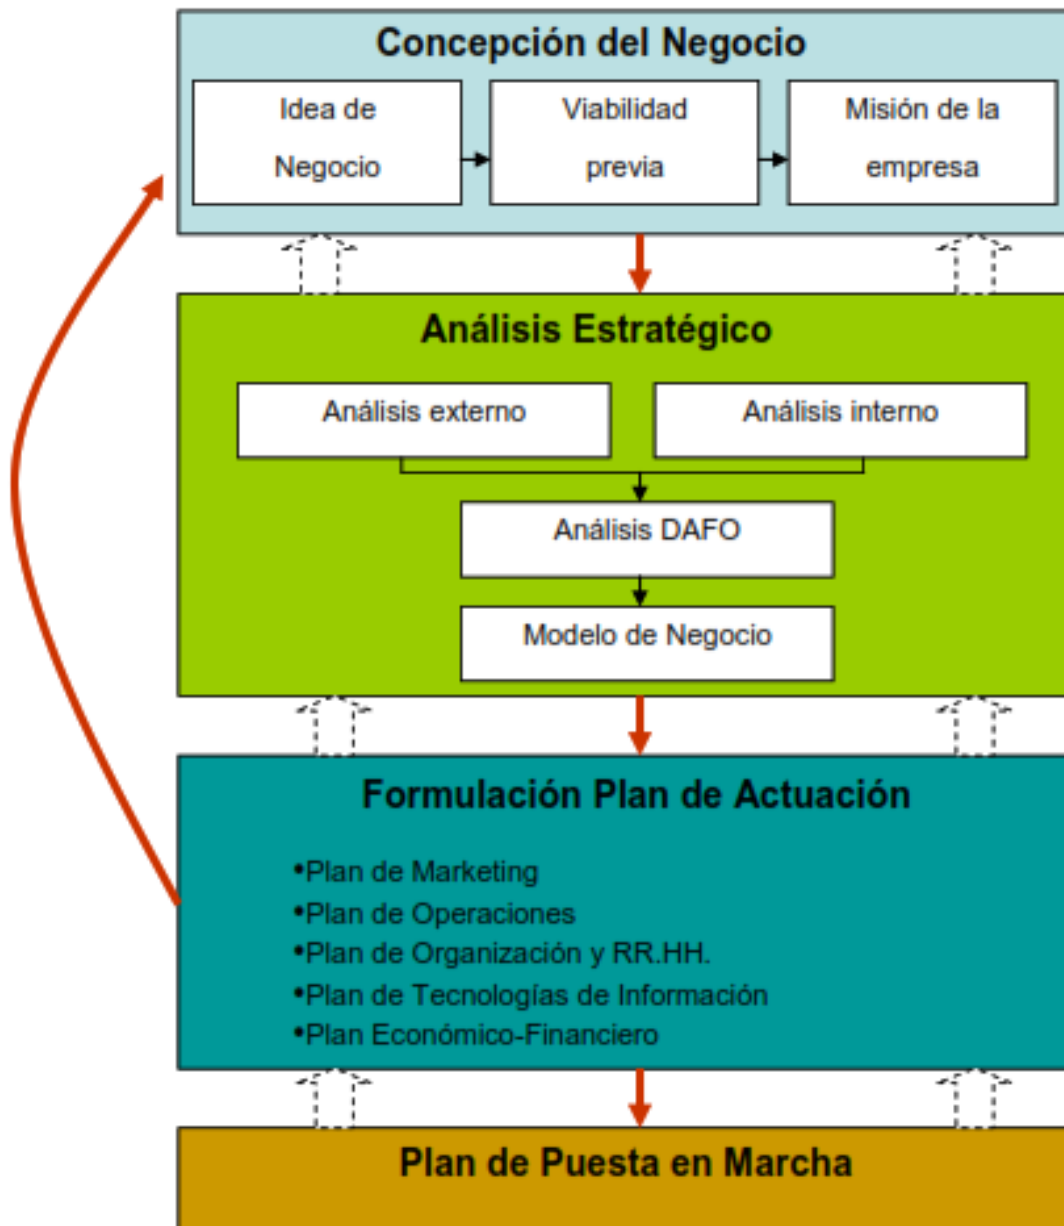 Concepción del Negocio
Idea de
Negocio
Viabilidad
previa
Misión de la
empresa
Análisis Estratégico
Análisis externo
Análisis interno
Análisis DAFO
Modelo de Negocio
Formulación Plan de Actuación
•Plan de Marketing
•Plan de Operaciones
•Plan de Organización y RR.HH.
•Plan de Tecnologías de Información
•Plan Económico-Financiero
Plan de Puesta en Marcha